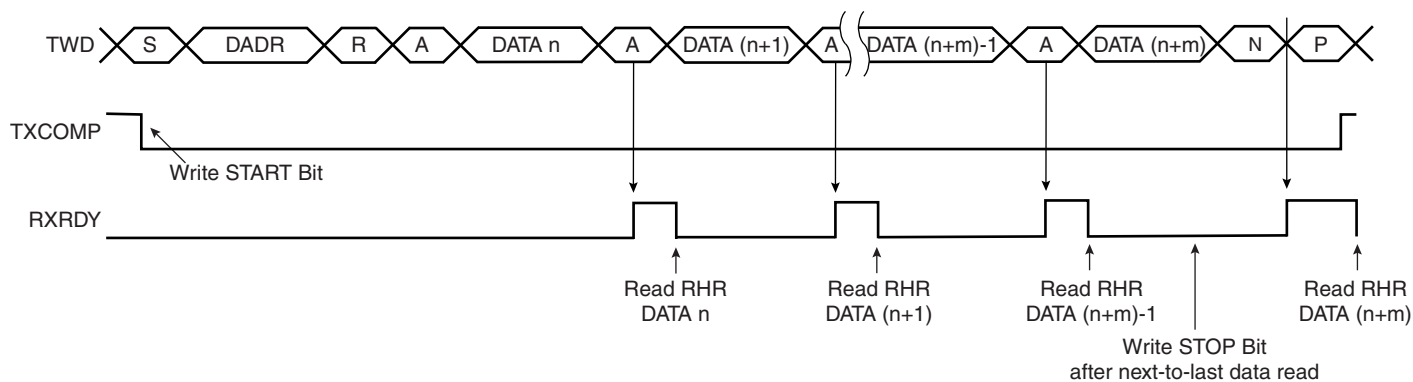 TWD S DADR R A DATA n A DATA (n+1) A DATA (n+m)-1 A DATA (n+m) N P
TXCOMP
Write START Bit
RXRDY
Read RHR
DATA n
Read RHR
DATA (n+1)
Read RHR
DATA (n+m)-1
Read RHR
DATA (n+m)
Write STOP Bit
after next-to-last data read